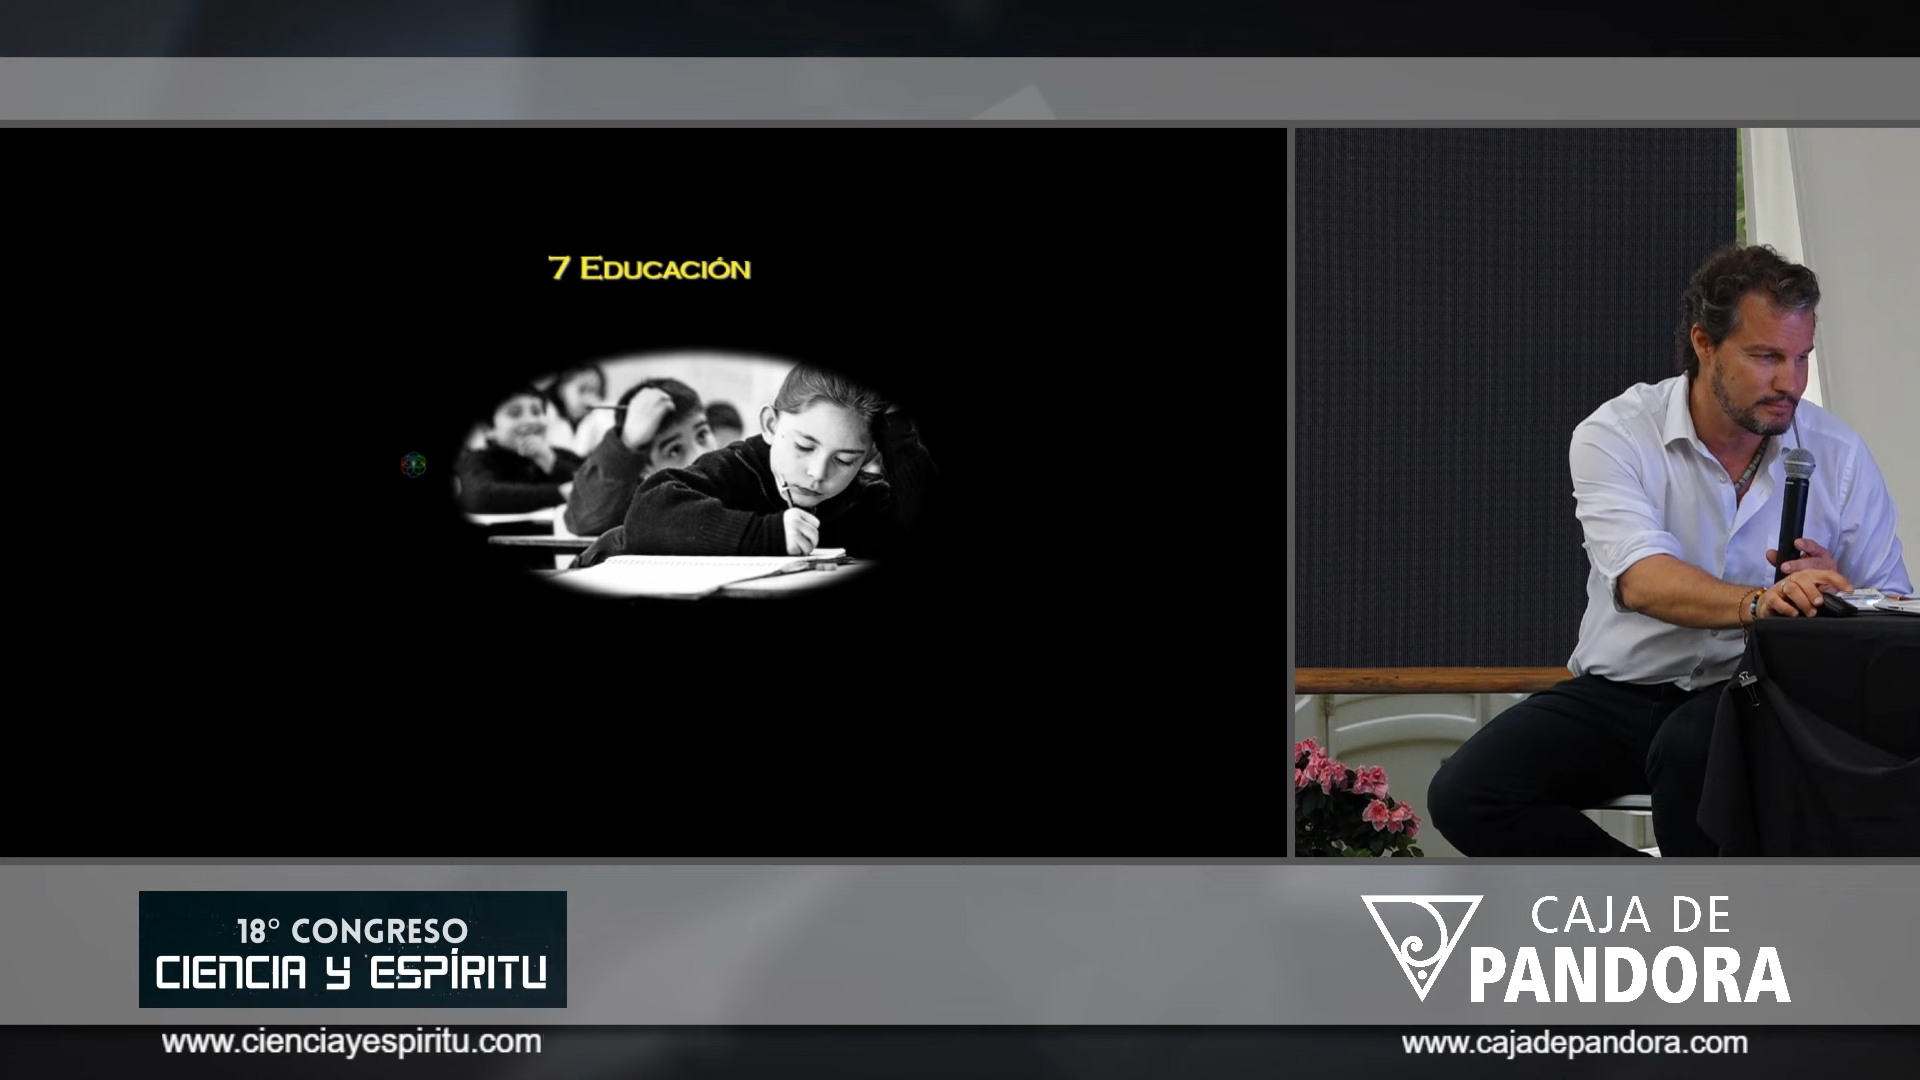 7 EDUCACIÓN
18° CONGRESO
CIENCIA Y ESPÍRITU
www.cienciayespiritu.com
CAJA DE
PANDORA
www.cajadepandora.com